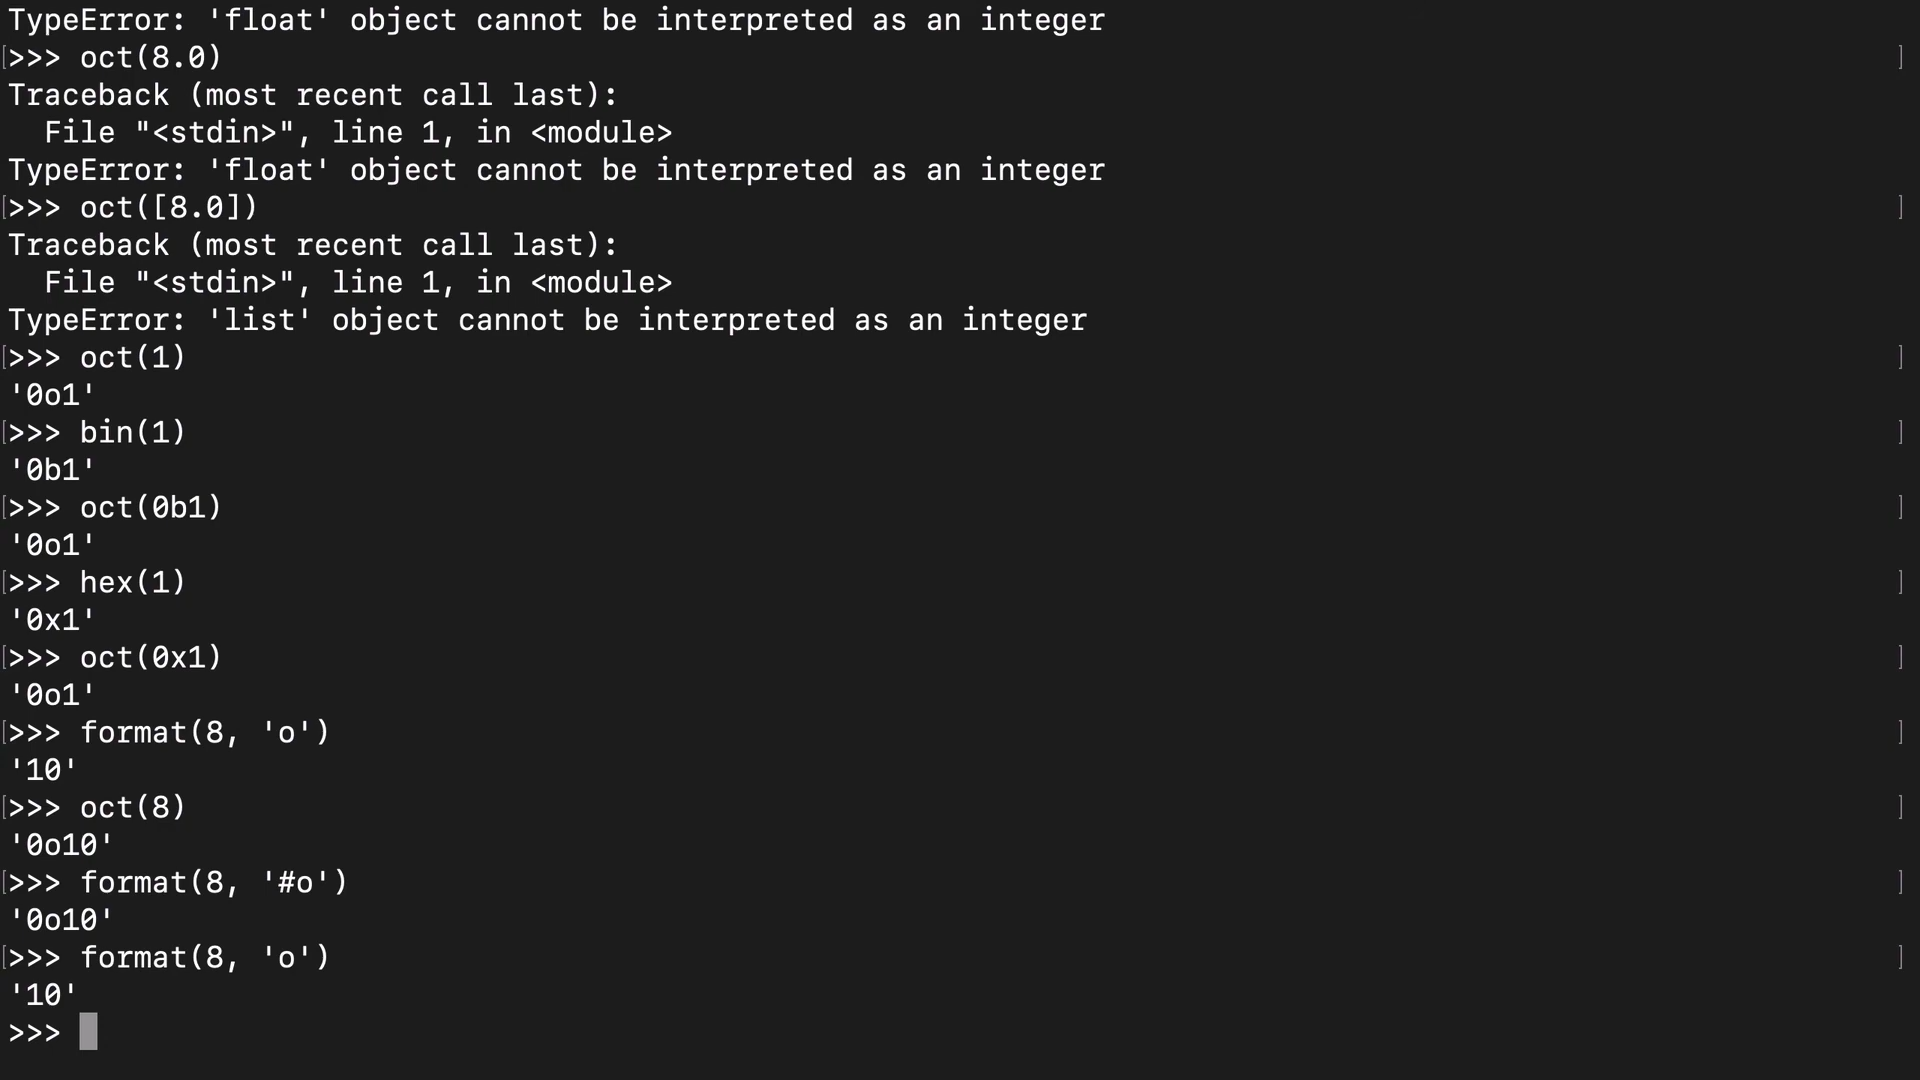 TypeError: 'float' object cannot be interpreted as an integer
[>>> oct(8.0) ]
Traceback (most recent call last):
  File "<stdin>", line 1, in <module>
TypeError: 'float' object cannot be interpreted as an integer
[>>> oct([8.0]) ]
Traceback (most recent call last):
  File "<stdin>", line 1, in <module>
TypeError: 'list' object cannot be interpreted as an integer
[>>> oct(1) ]
'0o1'
[>>> bin(1) ]
'0b1'
[>>> oct(0b1) ]
'0o1'
[>>> hex(1) ]
'0x1'
[>>> oct(0x1) ]
'0o1'
[>>> format(8, 'o') ]
'10'
[>>> oct(8) ]
'0o10'
[>>> format(8, '#o') ]
'0o10'
[>>> format(8, 'o') ]
'10'
>>>